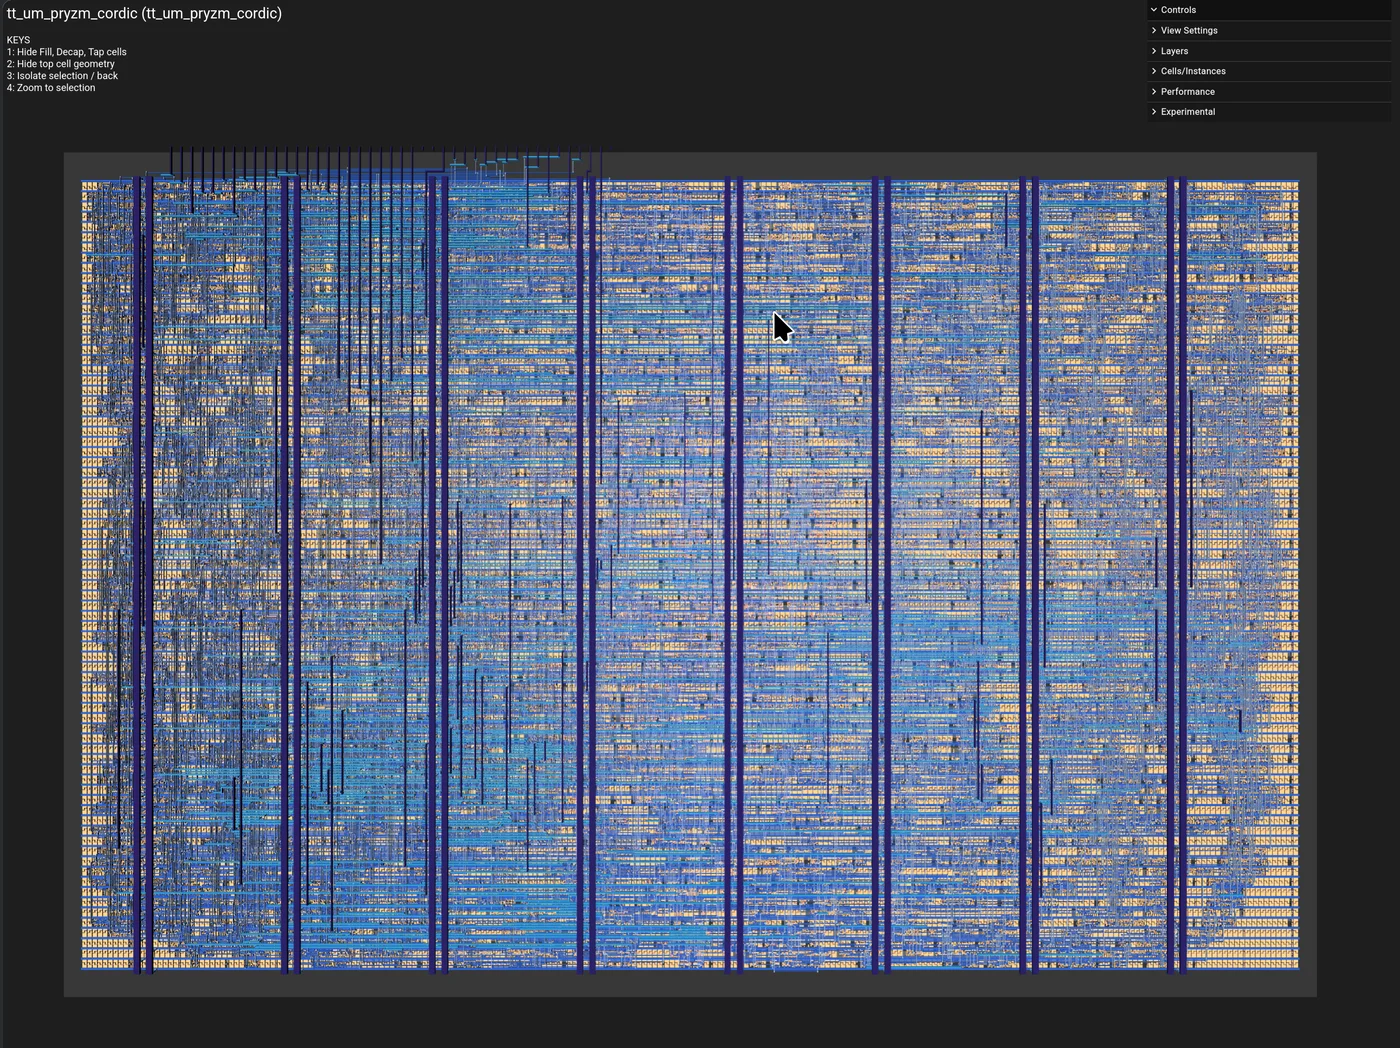 tt_um_pryzm_cordic (tt_um_pryzm_cordic)
KEYS
1: Hide Fill, Decap, Tap cells
2: Hide top cell geometry
3: Isolate selection / back
4: Zoom to selection
Controls
View Settings
Layers
Cells/Instances
Performance
Experimental